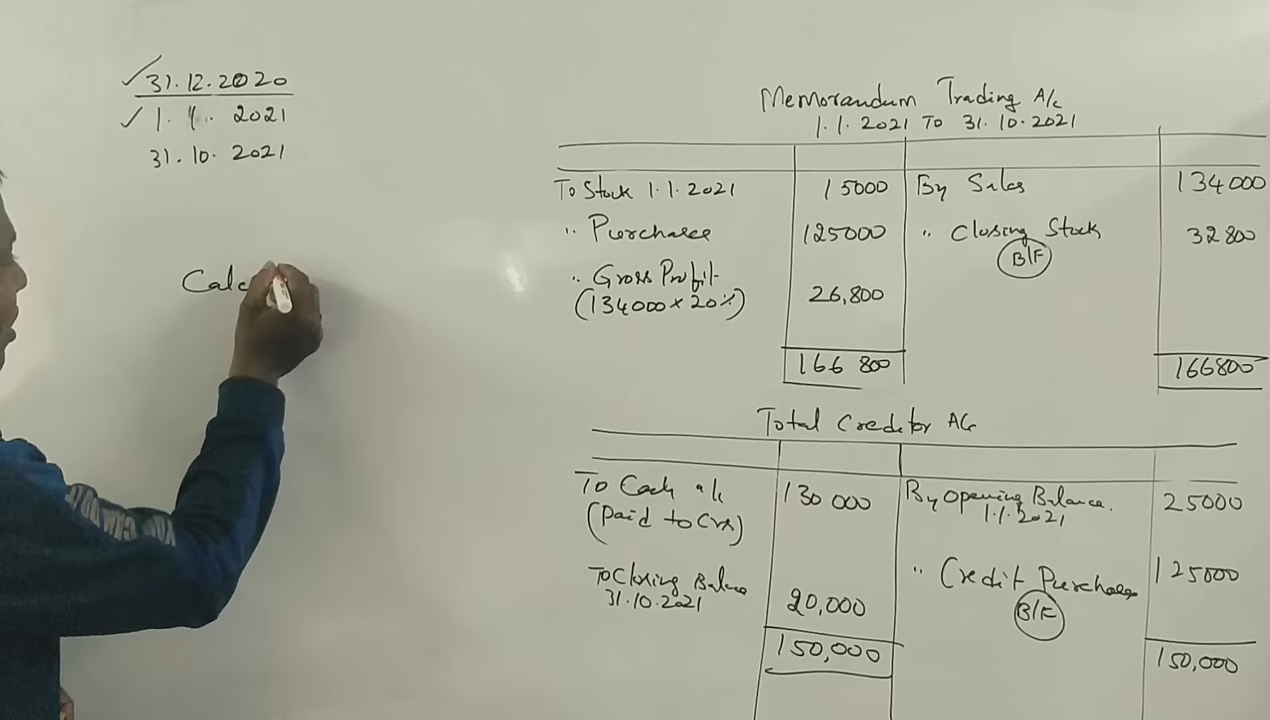 31.12.2020
1. 1. 2021
31.10.2021
Calc
Memorandum Trading A/c
1.1.2021 To 31.10.2021
To Stock 1.1.2021 15000 By Sales 134000
" Purchase 125000 " Closing Stock 32800
B/F
" Gross Profit
(134000 x 20%) 26,800
166 800 166800
Total Creditor A/c
To Cash a/c 130 000 By Opening Balance. 25000
(Paid to Crs) 1.1.2021
To Closing Balance " Credit Purchase 125000
31.10.2021 20,000 B/F
150,000 150,000